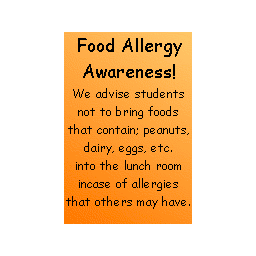 Food Allergy
Awareness!
We advise students
not to bring foods
that contain; peanuts,
dairy, eggs, etc.
into the lunch room
incase of allergies
that others may have.